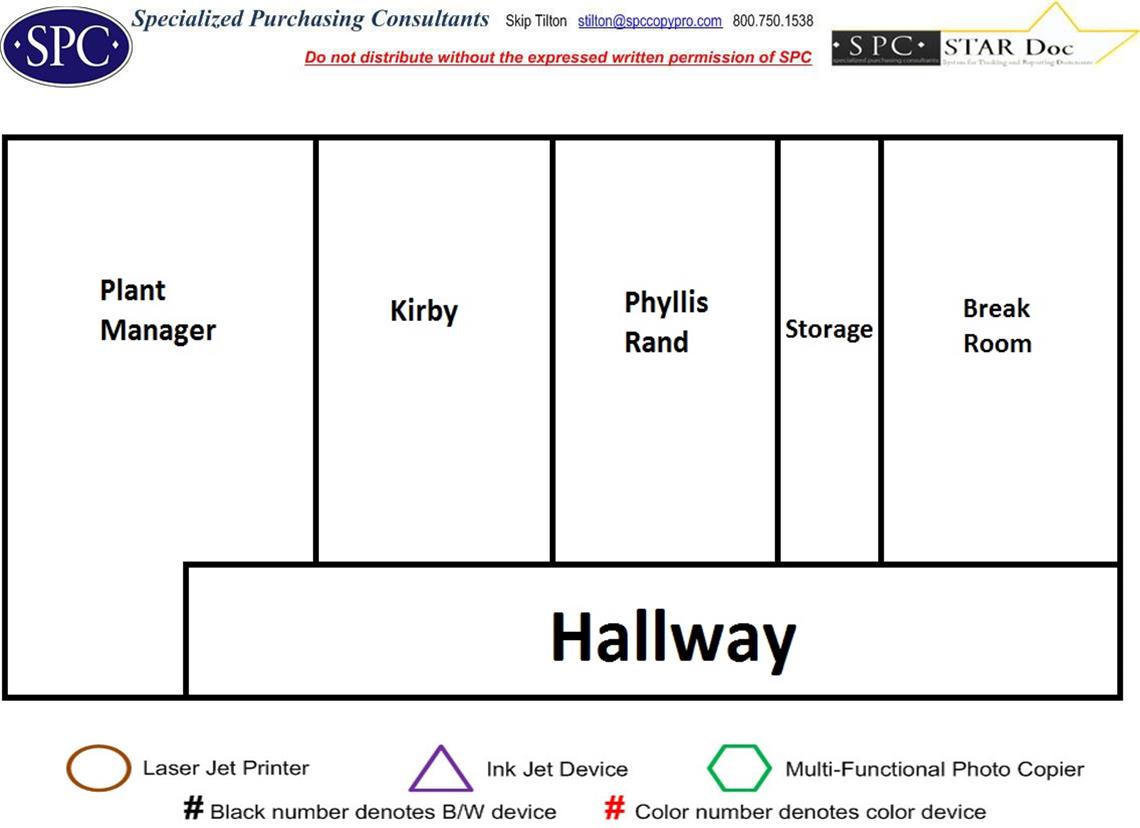 ·SPC·
Specialized Purchasing Consultants Skip Tilton stilton@spccopypro.com 800.750.1538
Do not distribute without the expressed written permission of SPC
·SPC· STAR Doc
specialized purchasing consultants System for Tracking and Reporting Documents
Plant
Manager
Kirby
Phyllis
Rand
Storage
Break
Room
Hallway
Laser Jet Printer
Ink Jet Device
Multi-Functional Photo Copier
# Black number denotes B/W device
# Color number denotes color device